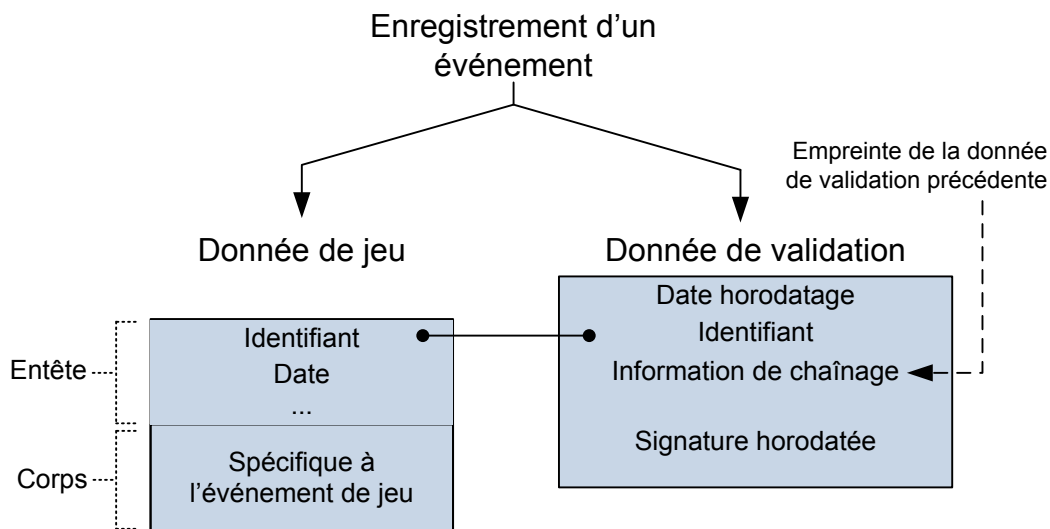 Enregistrement d’un
événement
Empreinte de la donnée
de validation précédente
Donnée de jeu
Donnée de validation
Entête
Identifiant
Date
...
Corps
Spécifique à
l’événement de jeu
Date horodatage
Identifiant
Information de chaînage
Signature horodatée